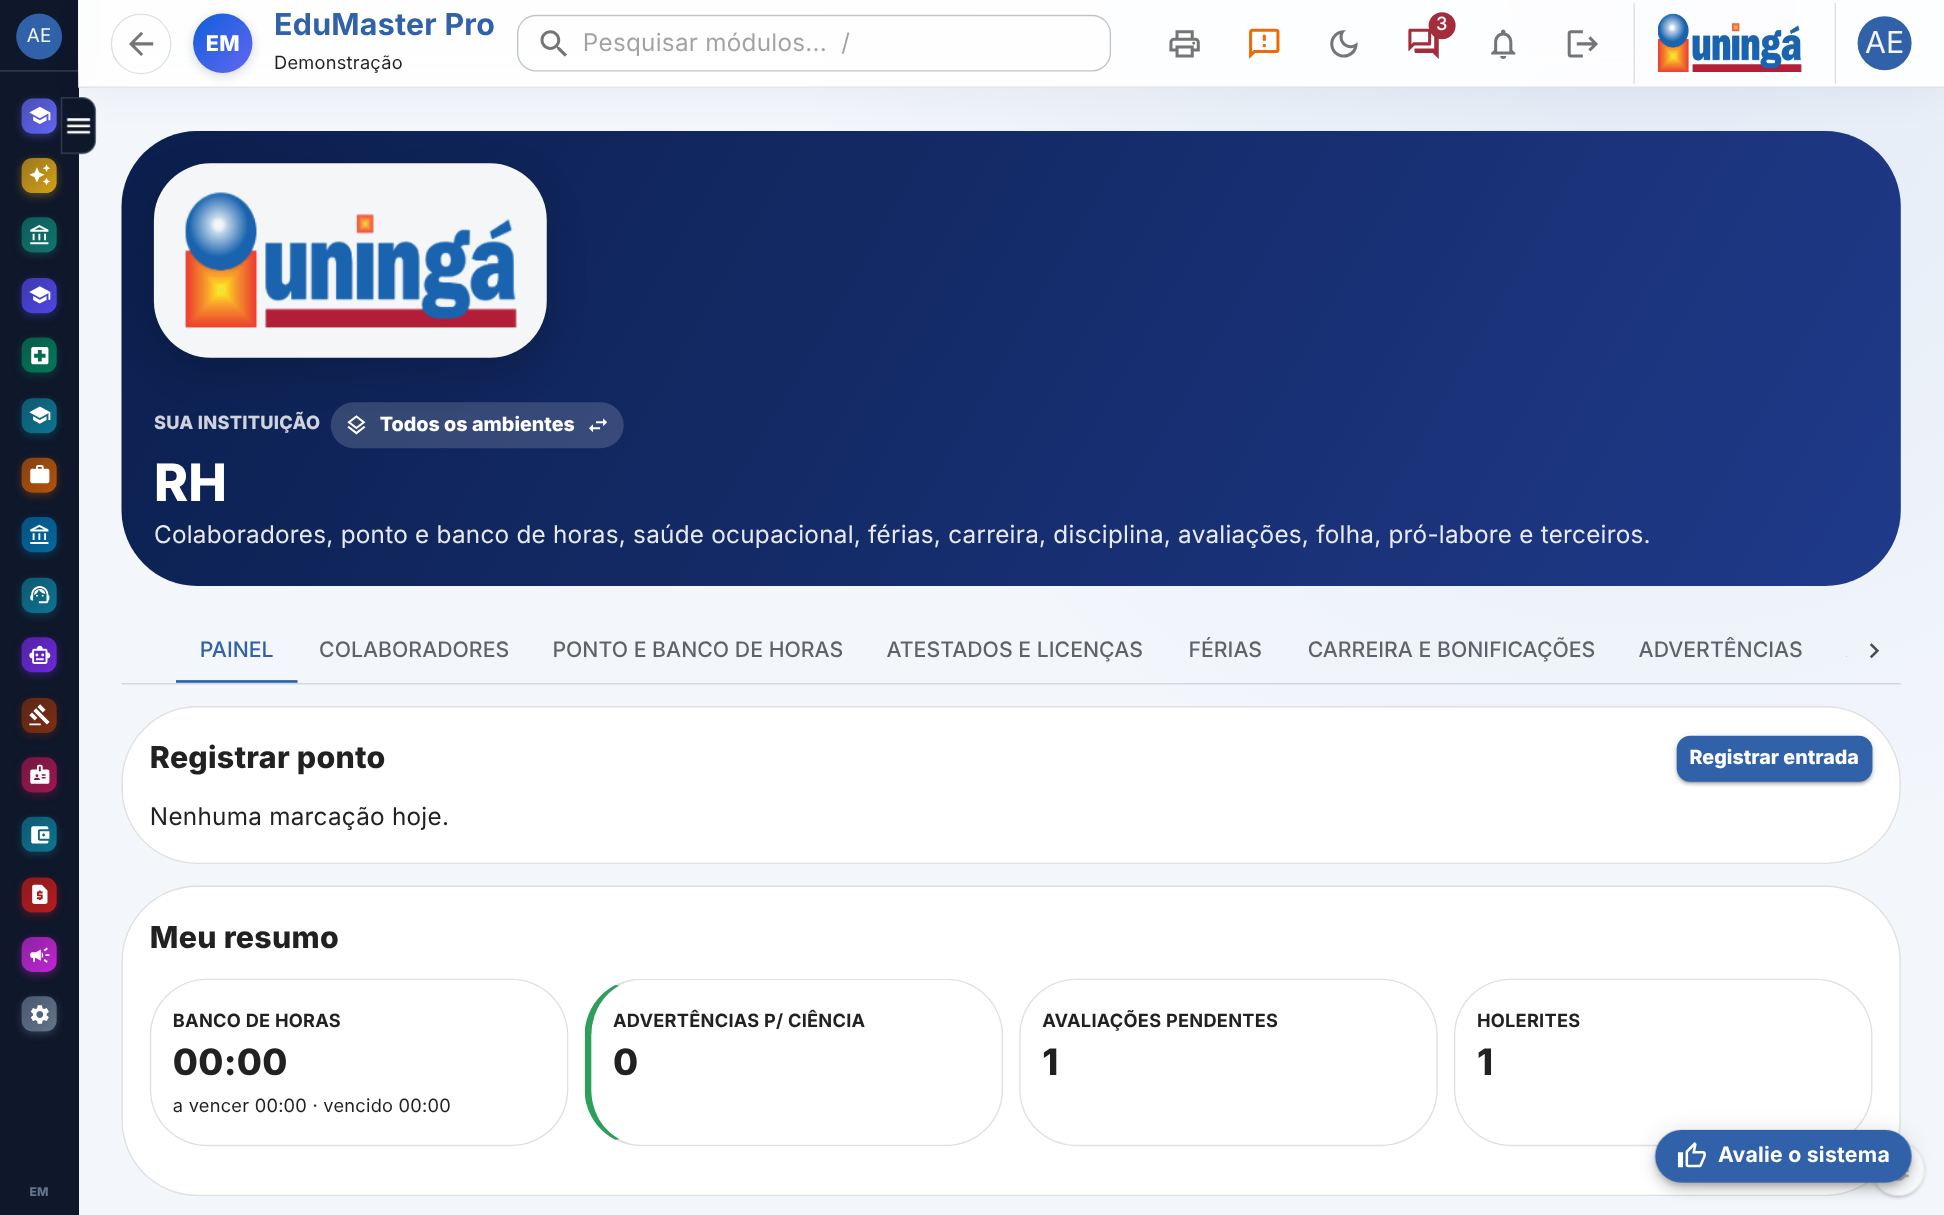 AE
EM
EduMaster Pro
Demonstração
Pesquisar módulos... /
3
uningá
AE
uningá
SUA INSTITUIÇÃO
Todos os ambientes
RH
Colaboradores, ponto e banco de horas, saúde ocupacional, férias, carreira, disciplina, avaliações, folha, pró-labore e terceiros.
PAINEL
COLABORADORES
PONTO E BANCO DE HORAS
ATESTADOS E LICENÇAS
FÉRIAS
CARREIRA E BONIFICAÇÕES
ADVERTÊNCIAS
Registrar ponto
Registrar entrada
Nenhuma marcação hoje.
Meu resumo
BANCO DE HORAS
00:00
a vencer 00:00 · vencido 00:00
ADVERTÊNCIAS P/ CIÊNCIA
0
AVALIAÇÕES PENDENTES
1
HOLERITES
1
Avalie o sistema
EM